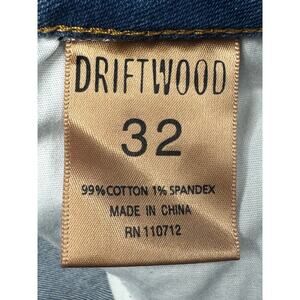 DRIFTWOOD
32
99% COTTON 1% SPANDEX
MADE IN CHINA
RN 110712